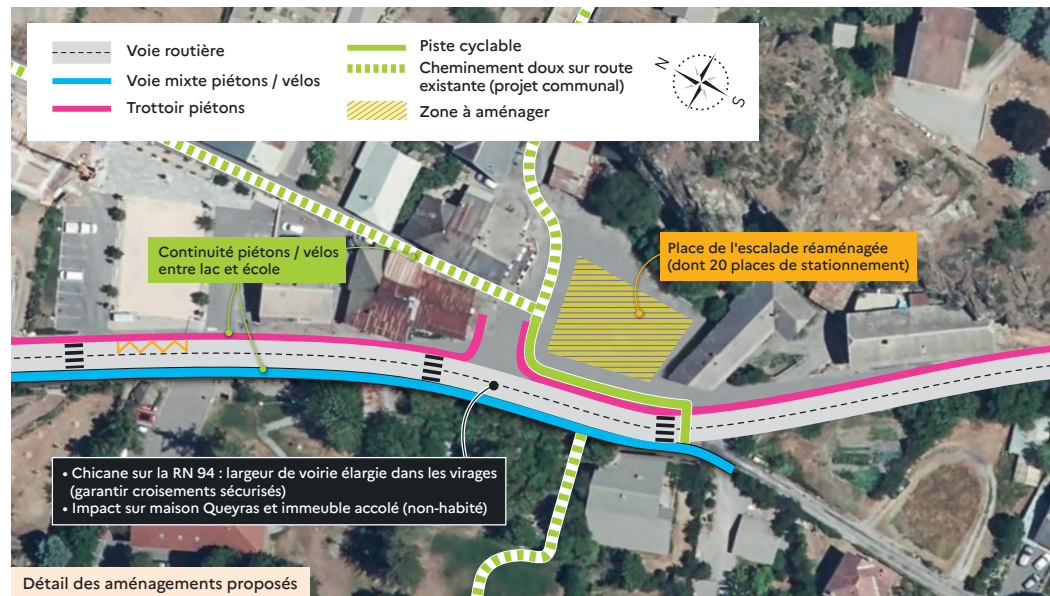 Voie routière
Voie mixte piétons / vélos
Trottoir piétons
Piste cyclable
Cheminement doux sur route
existante (projet communal)
Zone à aménager
N
S
Continuité piétons / vélos
entre lac et école
Place de l'escalade réaménagée
(dont 20 places de stationnement)
• Chicane sur la RN 94 : largeur de voirie élargie dans les virages
(garantir croisements sécurisés)
• Impact sur maison Queyras et immeuble accolé (non-habité)
Détail des aménagements proposés